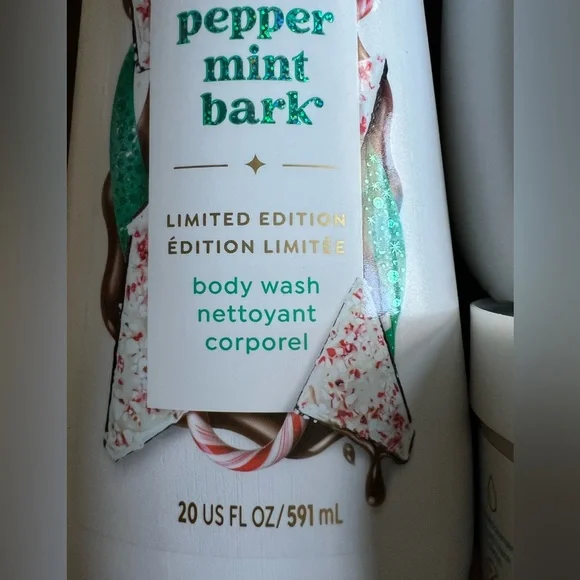 pepper
mint
bark
LIMITED EDITION
ÉDITION LIMITÉE
body wash
nettoyant
corporel
20 US FL OZ/591 mL